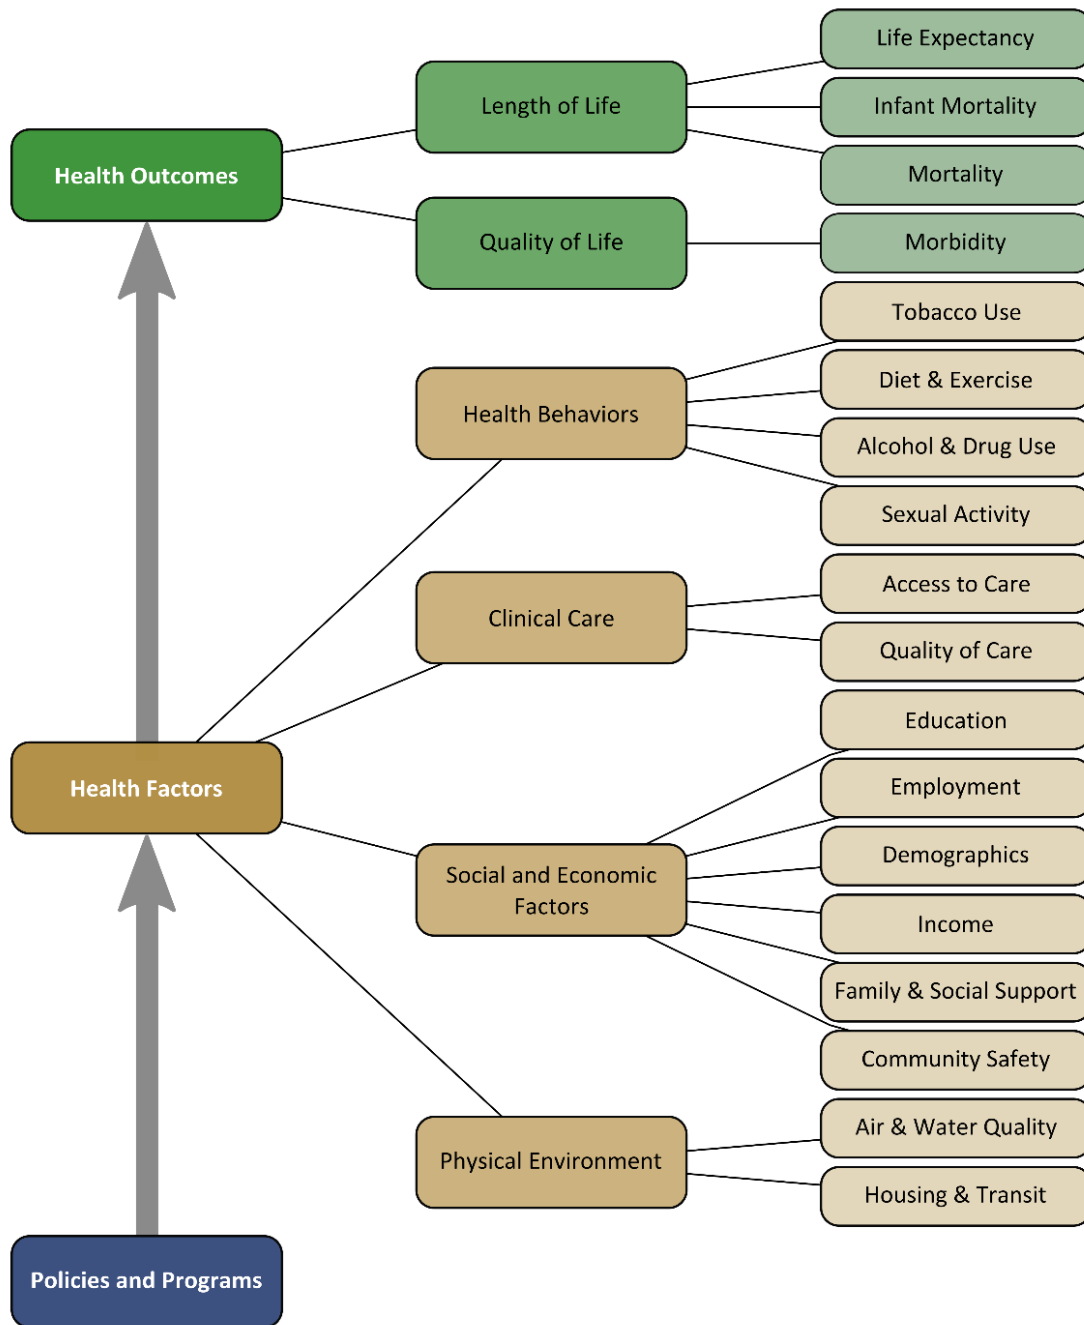 Health Outcomes
Length of Life
Life Expectancy
Infant Mortality
Mortality
Quality of Life
Morbidity
Health Factors
Health Behaviors
Tobacco Use
Diet & Exercise
Alcohol & Drug Use
Sexual Activity
Clinical Care
Access to Care
Quality of Care
Social and Economic
Factors
Education
Employment
Demographics
Income
Family & Social Support
Community Safety
Physical Environment
Air & Water Quality
Housing & Transit
Policies and Programs